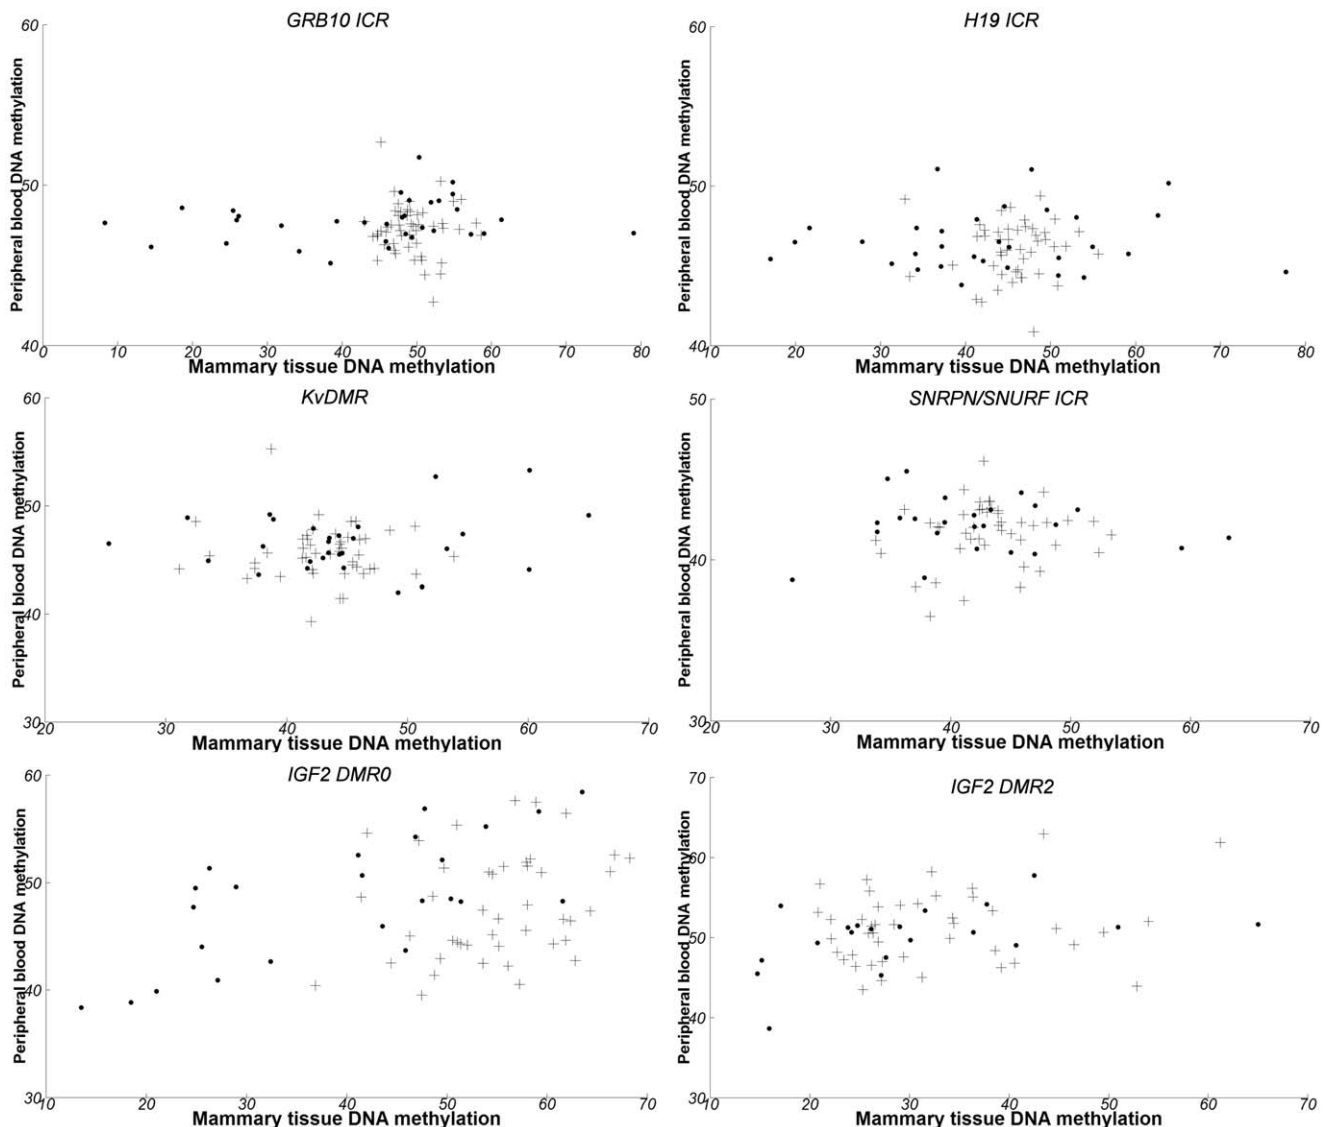 GRB10 ICR
Peripheral blood DNA methylation
60
50
40
0 10 20 30 40 50 60 70 80
Mammary tissue DNA methylation
H19 ICR
Peripheral blood DNA methylation
60
50
40
10 20 30 40 50 60 70 80
Mammary tissue DNA methylation
KvDMR
Peripheral blood DNA methylation
60
50
40
30
20 30 40 50 60 70
Mammary tissue DNA methylation
SNRPN/SNURF ICR
Peripheral blood DNA methylation
50
40
30
20 30 40 50 60 70
Mammary tissue DNA methylation
IGF2 DMR0
Peripheral blood DNA methylation
60
50
40
30
10 20 30 40 50 60 70
Mammary tissue DNA methylation
IGF2 DMR2
Peripheral blood DNA methylation
70
60
50
40
30
10 20 30 40 50 60 70
Mammary tissue DNA methylation